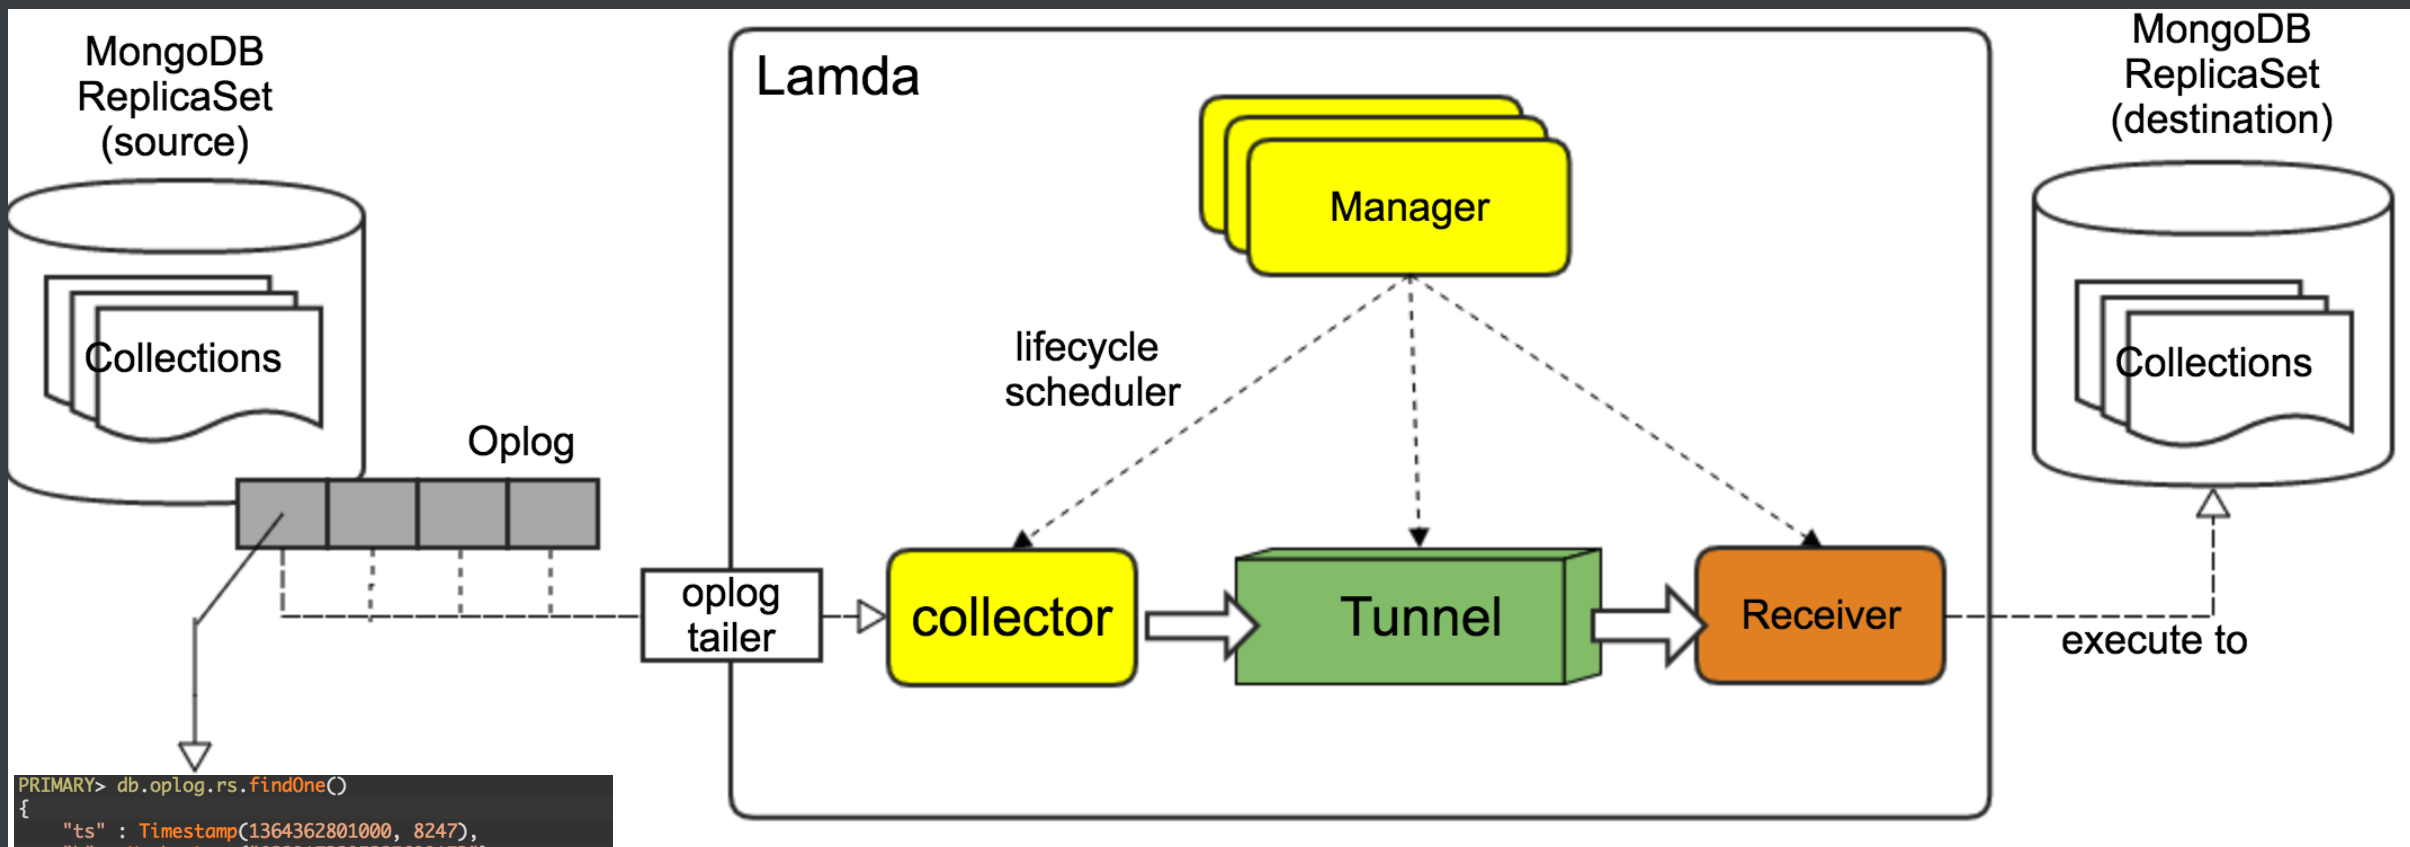 MongoDB
ReplicaSet
(source)
Collections
Oplog
Lamda
Manager
lifecycle
scheduler
oplog
tailer
collector
Tunnel
Receiver
execute to
MongoDB
ReplicaSet
(destination)
Collections
PRIMARY> db.oplog.rs.findOne()
{
"ts" : Timestamp(1364362801000, 8247),